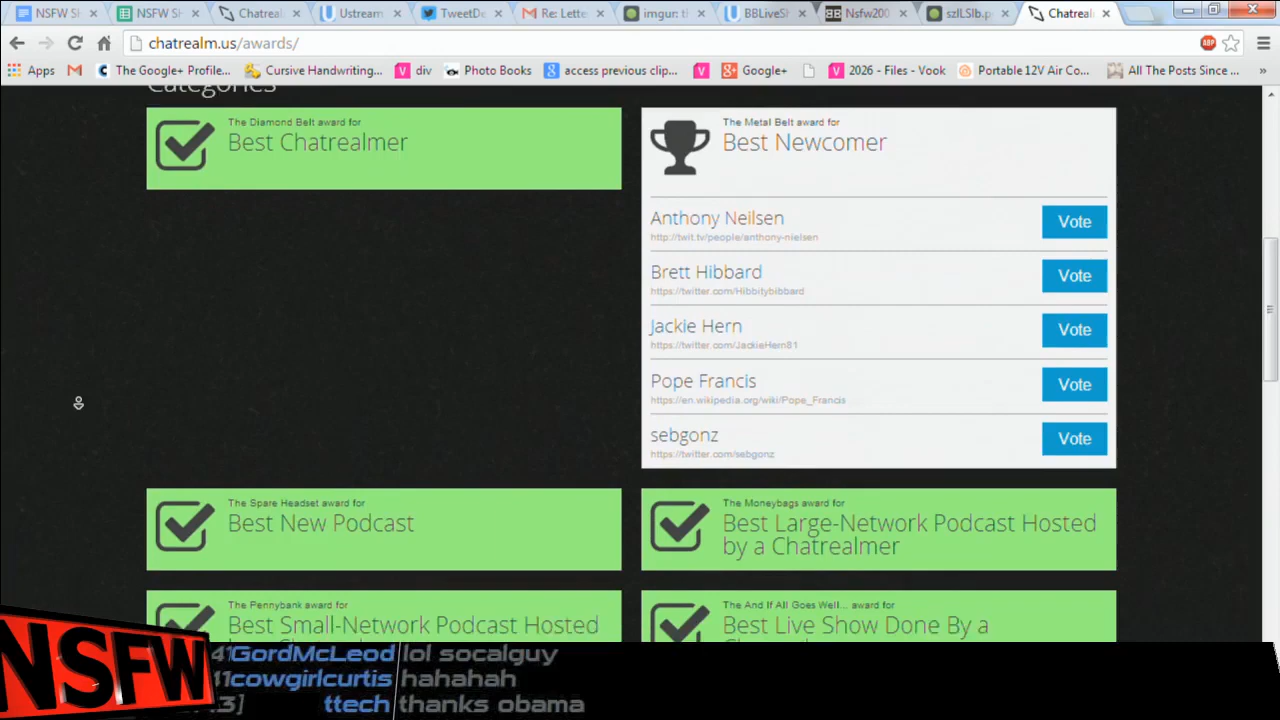 NSFW S
NSFW S
Chatreal
Ustream
TweetDe
Re: Lette
imgur: th
BBLiveSh
BB Nsfw200
szlLSlb.p
Chatreal
chatrealm.us/awards/
ABP
Apps
The Google+ Profile...
Cursive Handwriting...
div
Photo Books
access previous clip...
Google+
2026 - Files - Vook
Portable 12V Air Co...
All The Posts Since ...
»
Categories
The Diamond Belt award for
Best Chatrealmer
The Metal Belt award for
Best Newcomer
Anthony Neilsen
http://twit.tv/people/anthony-nielsen
Vote
Brett Hibbard
https://twitter.com/Hibbitybibbard
Vote
Jackie Hern
https://twitter.com/JackieHern81
Vote
Pope Francis
https://en.wikipedia.org/wiki/Pope_Francis
Vote
sebgonz
https://twitter.com/sebgonz
Vote
The Spare Headset award for
Best New Podcast
The Moneybags award for
Best Large-Network Podcast Hosted
by a Chatrealmer
The Pennybank award for
Best Small-Network Podcast Hosted
The And If All Goes Well... award for
Best Live Show Done By a
NSFW
41 GordMcLeod lol socalguy
11 cowgirlcurtis hahahah
3] ttech thanks obama